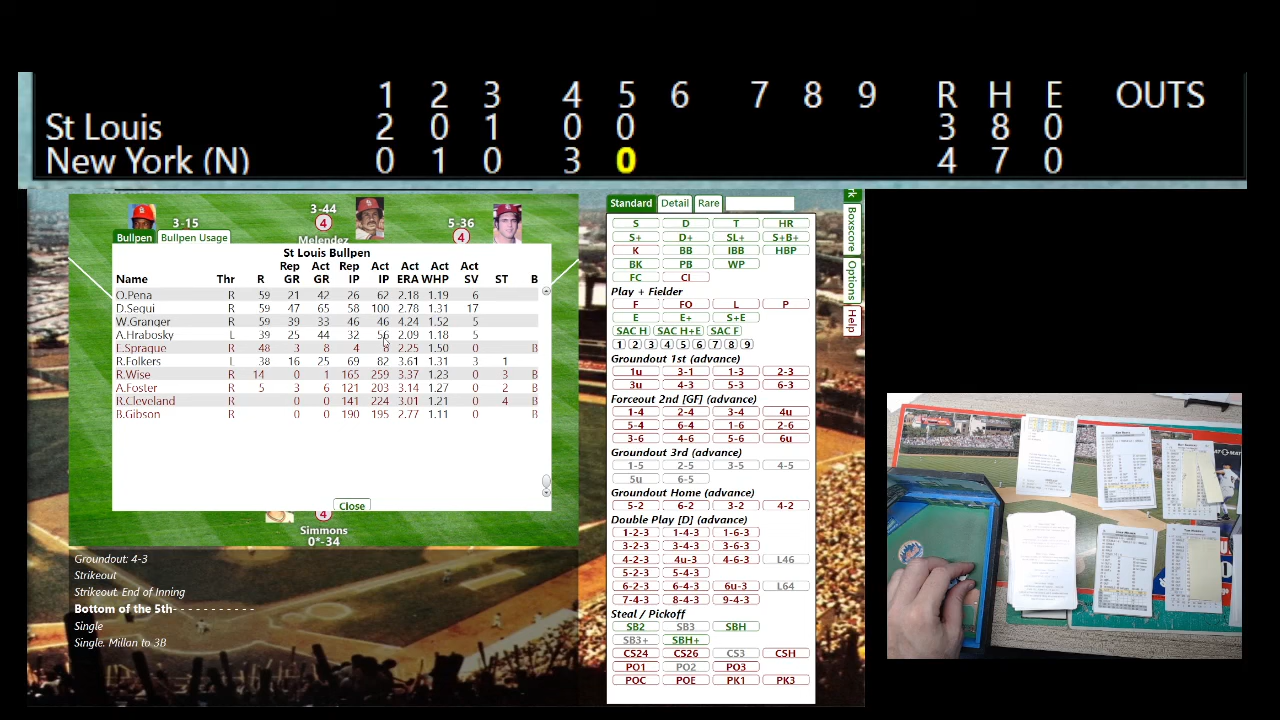 1 2 3 4 5 6 7 8 9 R H E OUTS
St Louis 2 0 1 0 0 3 8 0
New York (N) 0 1 0 3 0 4 7 0
3-15 3-44 5-36
4 4
Melendez
Bullpen Bullpen Usage
St Louis Bullpen
Rep Act Rep Act Act Act Act
Name Thr R GR GR IP IP ERA WHP SV ST B
O.Pena R 59 21 42 26 62 2.18 1.19 6
D.Segui R 59 47 65 58 100 2.78 1.31 17
W.Granger R 59 39 33 46 46 4.24 1.52 5
A.Hrabosky L 39 25 44 32 56 2.09 1.18 5
E.Sprague R 48 3 8 4 8 2.25 1.50 0 B
R.Folkers L 38 16 25 69 82 3.61 1.31 3 1
R.Wise R 14 0 1 165 259 3.37 1.23 0 3 B
A.Foster R 5 3 6 121 203 3.14 1.27 0 2 B
R.Cleveland R 0 0 141 224 3.01 1.21 0 4 B
B.Gibson R 0 0 190 195 2.77 1.11 0 B
Close
4
Simmons
0*-34
Groundout: 4-3
Strikeout
Strikeout. End of Inning
Bottom of the 5th- - - - - - - - - - -
Single
Single. Millan to 3B
Standard Detail Rare
S D T HR
S+ D+ SL+ S+B+
K BB IBB HBP
BK PB WP
FC CI
Play + Fielder
F FO L P
E E+ S+E
SAC H SAC H+E SAC F
1 2 3 4 5 6 7 8 9
Groundout 1st (advance)
1u 3-1 1-3 2-3
3u 4-3 5-3 6-3
Forceout 2nd [GF] (advance)
1-4 2-4 3-4 4u
5-4 6-4 1-6 2-6
3-6 4-6 5-6 6u
Groundout 3rd (advance)
1-5 2-5 3-5 4-5
5u 6-5
Groundout Home (advance)
5-2 6-2 3-2 4-2
Double Play [D] (advance)
1-2-3 1-4-3 1-6-3
3-2-3 3-4-3 3-6-3
4-2-3 4u-3 4-6-3 L46
5-2-3 5-4-3
6-2-3 6-4-3 6u-3 L64
7-4-3 8-4-3 9-4-3
Steal / Pickoff
SB2 SB3 SBH
SB3+ SBH+
CS24 CS26 CS3 CSH
PO1 PO2 PO3
POC POE PK1 PK3
Boxscore
Options
Help